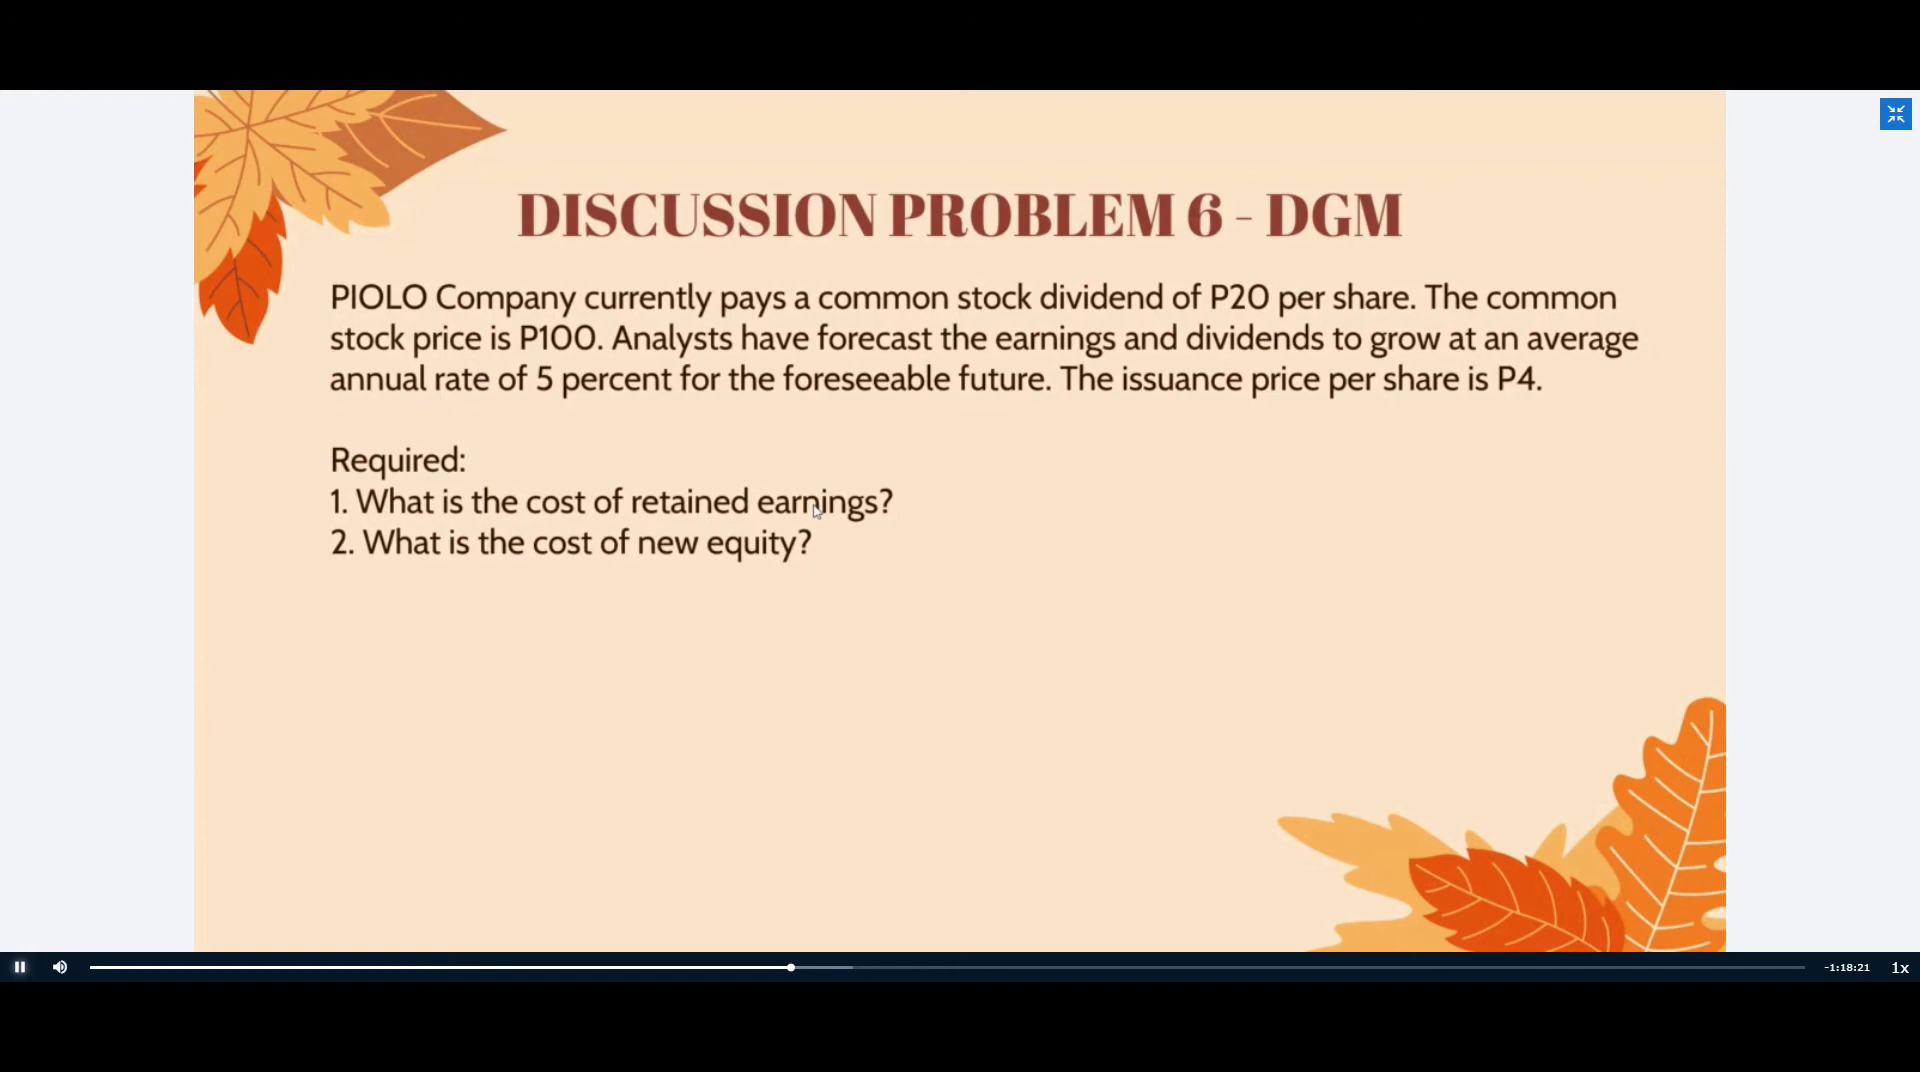 DISCUSSION PROBLEM 6 - DGM
PIOLO Company currently pays a common stock dividend of P20 per share. The common
stock price is P100. Analysts have forecast the earnings and dividends to grow at an average
annual rate of 5 percent for the foreseeable future. The issuance price per share is P4.
Required:
1. What is the cost of retained earnings?
2. What is the cost of new equity?
-1:18:21
1x